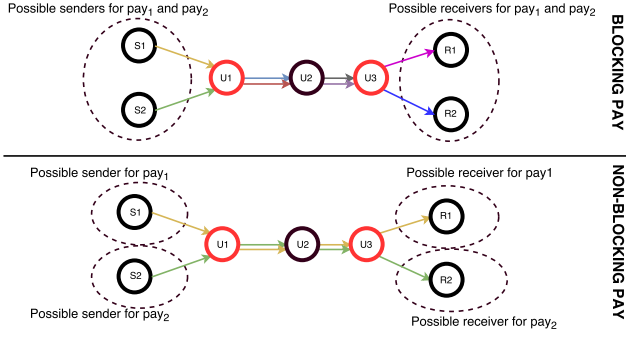 Possible senders for pay1 and pay2
Possible receivers for pay1 and pay2
S1
S2
U1
U2
U3
R1
R2
BLOCKING PAY
Possible sender for pay1
Possible receiver for pay1
S1
S2
U1
U2
U3
R1
R2
Possible sender for pay2
Possible receiver for pay2
NON-BLOCKING PAY